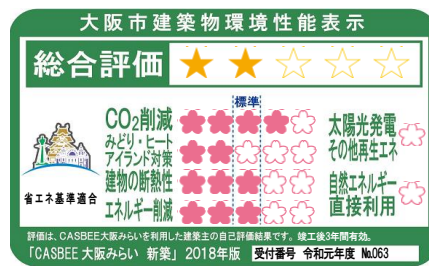 大阪市建築物環境性能表示
総合評価
標準
CO2削減
みどり・ヒート
アイランド対策
建物の断熱性
エネルギー削減
太陽光発電
その他再生エネ
自然エネルギー
直接利用
省エネ基準適合
評価は、CASBEE大阪みらいを利用した建築主の自己評価結果です。竣工後3年間有効。
「CASBEE大阪みらい 新築」2018年版 受付番号 令和元年度 №063